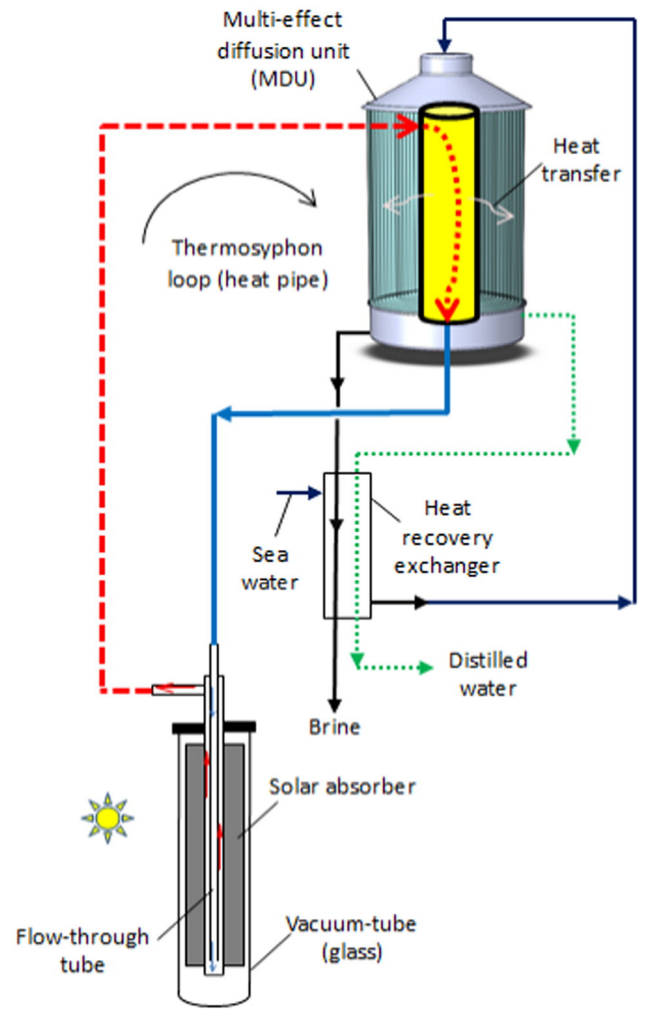 Multi-effect
diffusion unit
(MDU)
Heat
transfer
Thermosyphon
loop (heat pipe)
Heat
recovery
exchanger
Sea
water
Distilled
water
Brine
Solar absorber
Flow-through
tube
Vacuum-tube
(glass)